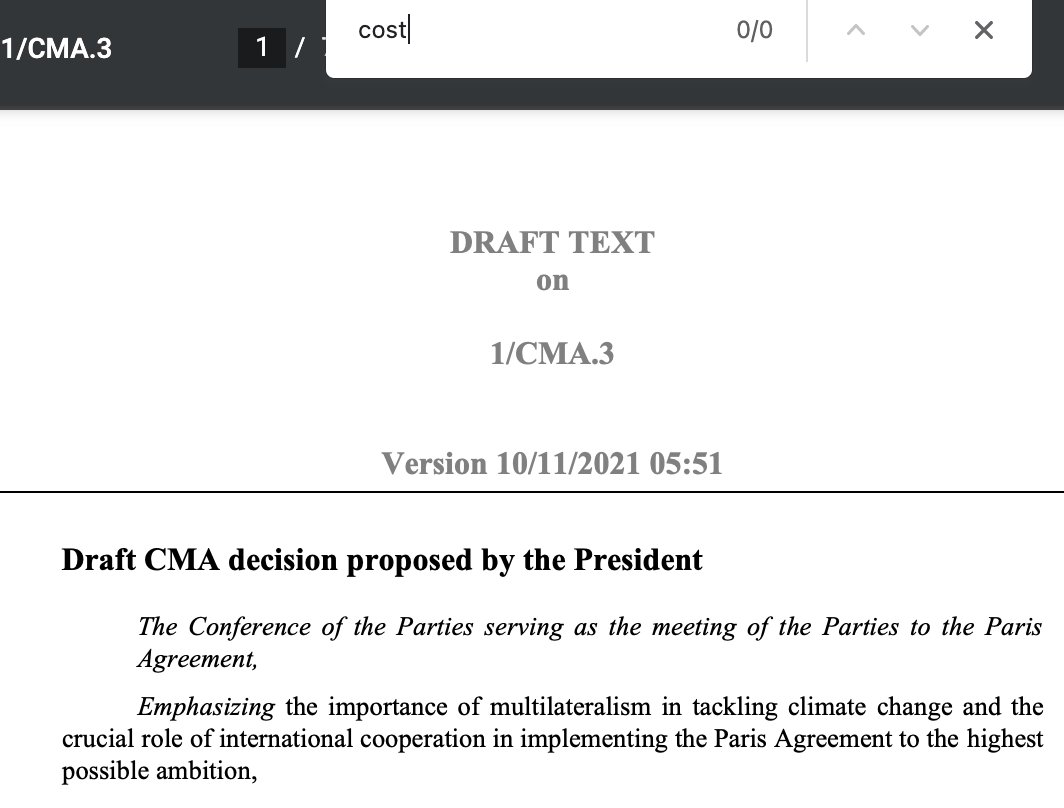 1/CMA.3
1 /
cost
0/0
DRAFT TEXT
on
1/CMA.3
Version 10/11/2021 05:51
Draft CMA decision proposed by the President
The Conference of the Parties serving as the meeting of the Parties to the Paris
Agreement,
Emphasizing the importance of multilateralism in tackling climate change and the
crucial role of international cooperation in implementing the Paris Agreement to the highest
possible ambition,